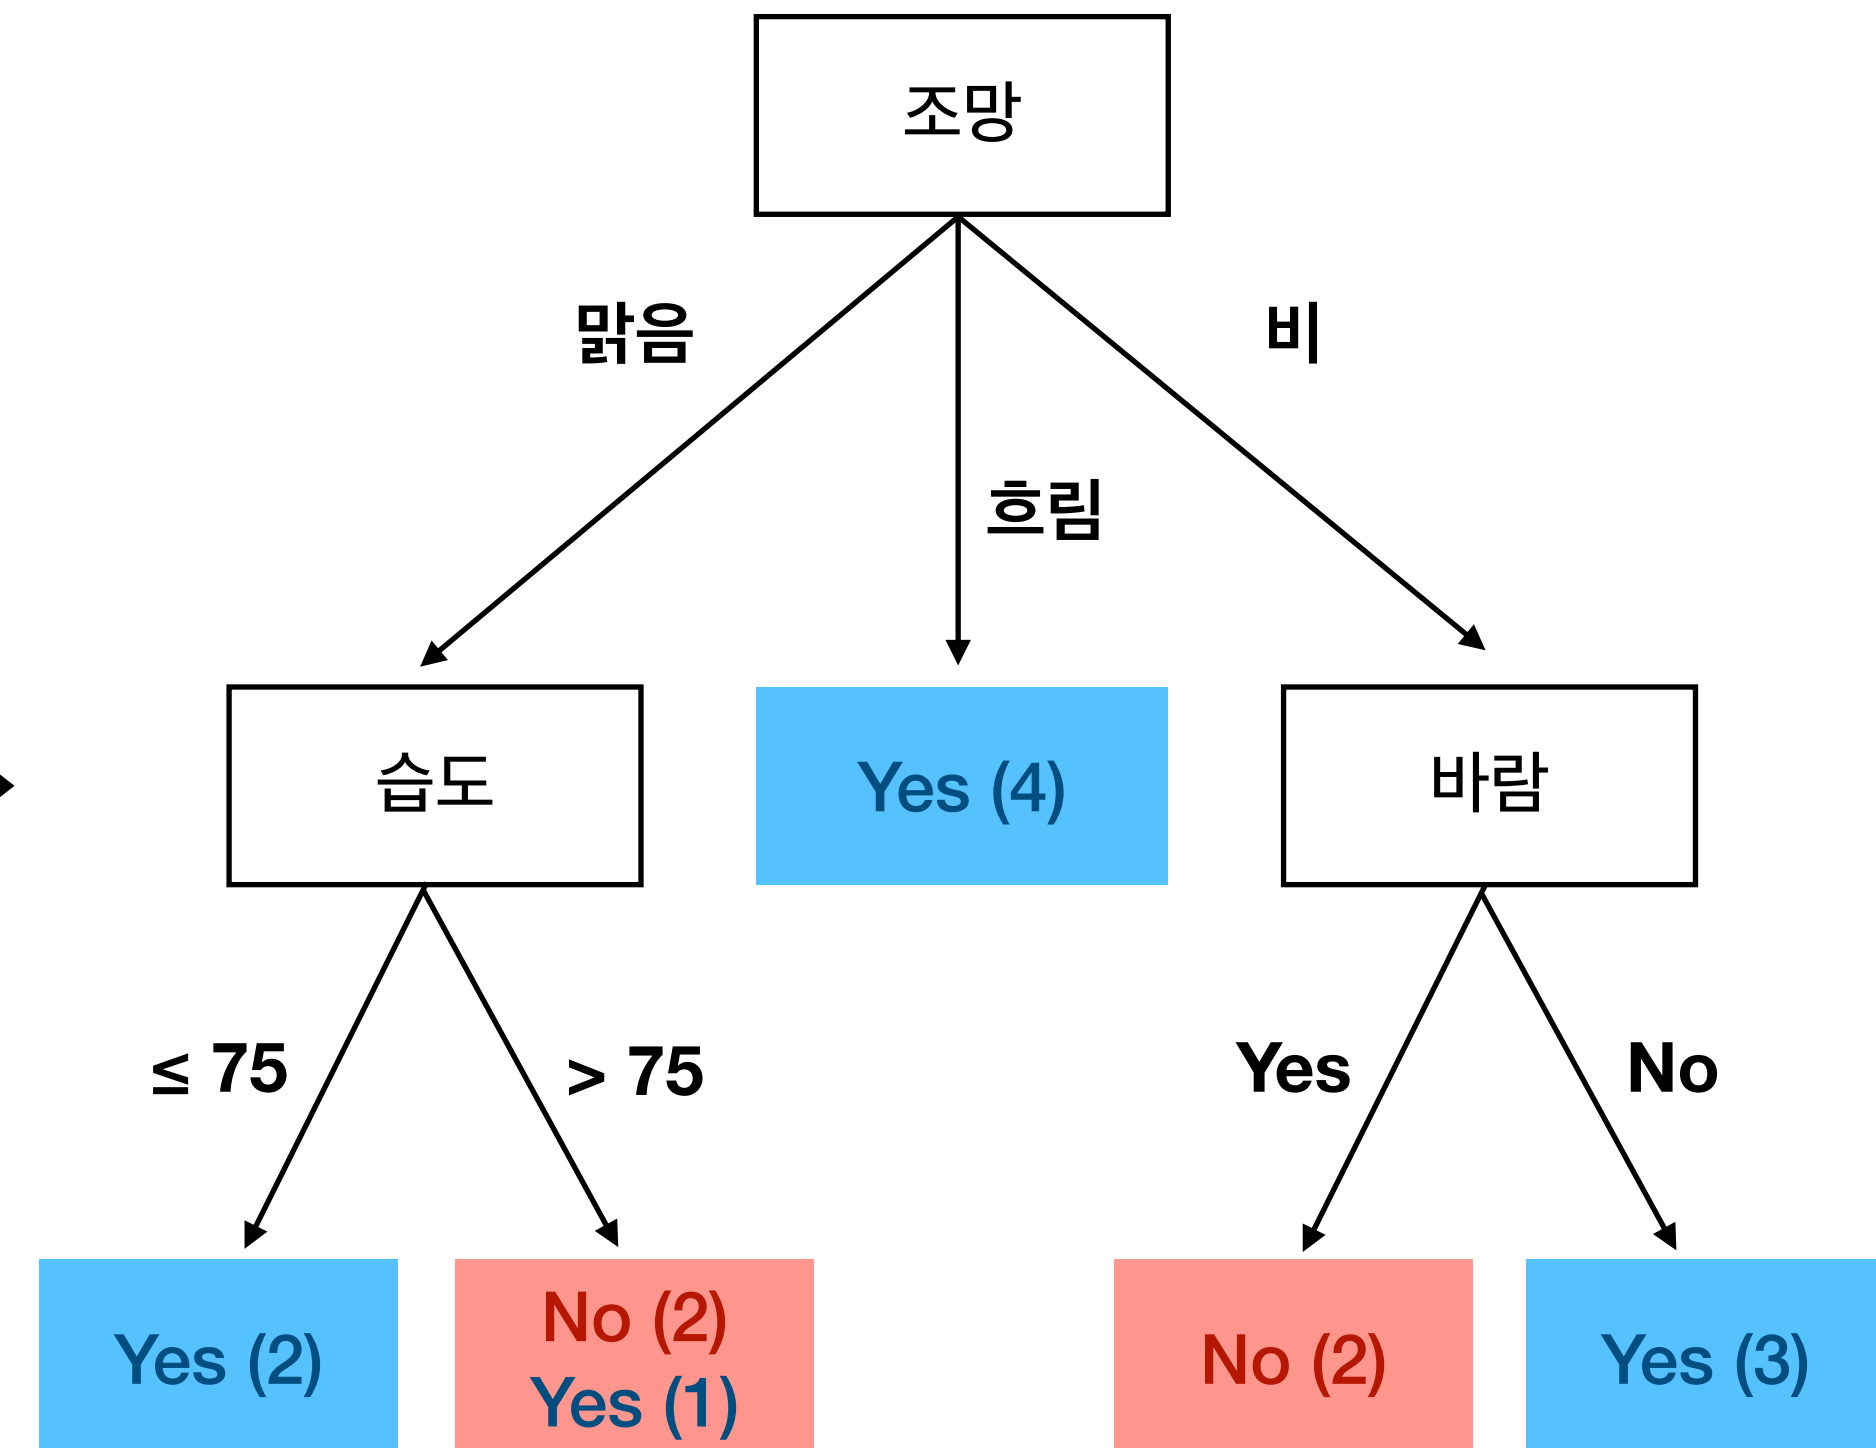 조망
맑음
비
흐림
습도
Yes (4)
바람
≤ 75
> 75
Yes
No
Yes (2)
No (2)
Yes (1)
No (2)
Yes (3)